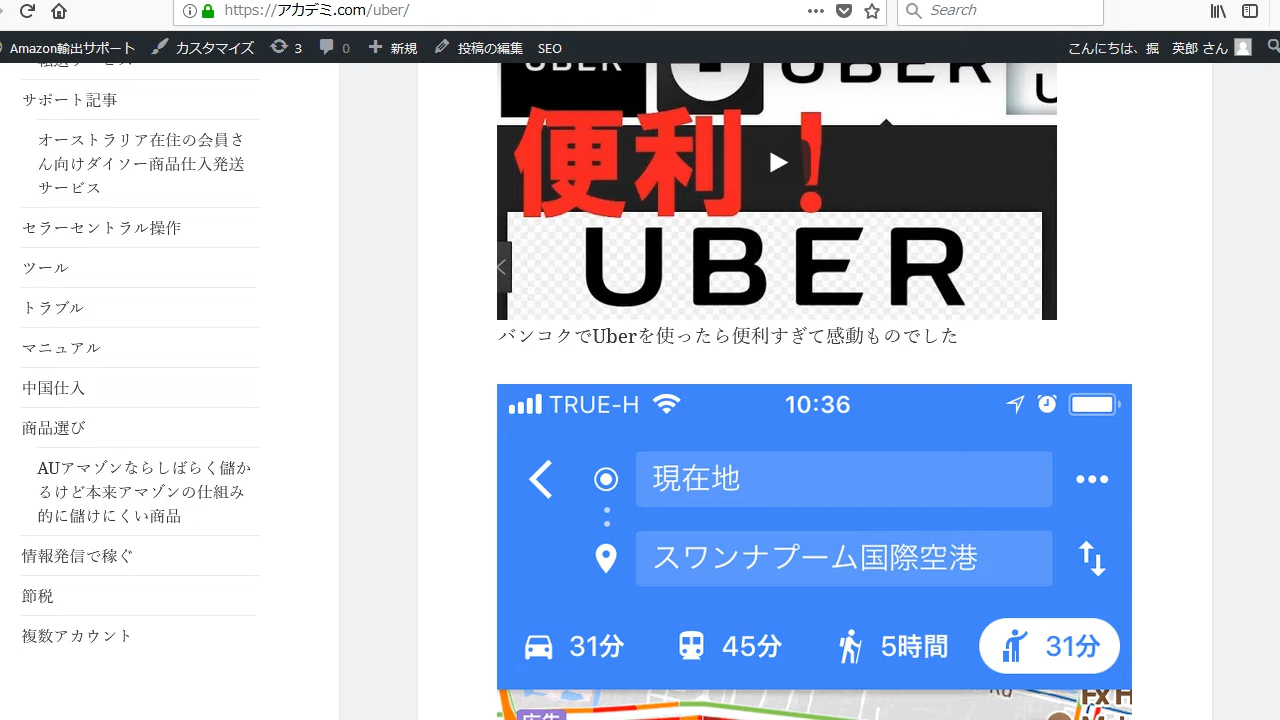 https://アカデミ.com/uber/
Search
Amazon輸出サポート カスタマイズ 3 0 新規 投稿の編集 SEO こんにちは、掘 英郎 さん
サポート記事
オーストラリア在住の会員さ
ん向けダイソー商品仕入発送
サービス
セラーセントラル操作
ツール
トラブル
マニュアル
中国仕入
商品選び
AUアマゾンならしばらく儲か
るけど本来アマゾンの仕組み
的に儲けにくい商品
情報発信で稼ぐ
節税
複数アカウント
UBER
UBER
U
便利！
UBER
バンコクでUberを使ったら便利すぎて感動ものでした
TRUE-H 10:36
現在地
スワンナプーム国際空港
31分 45分 5時間 31分